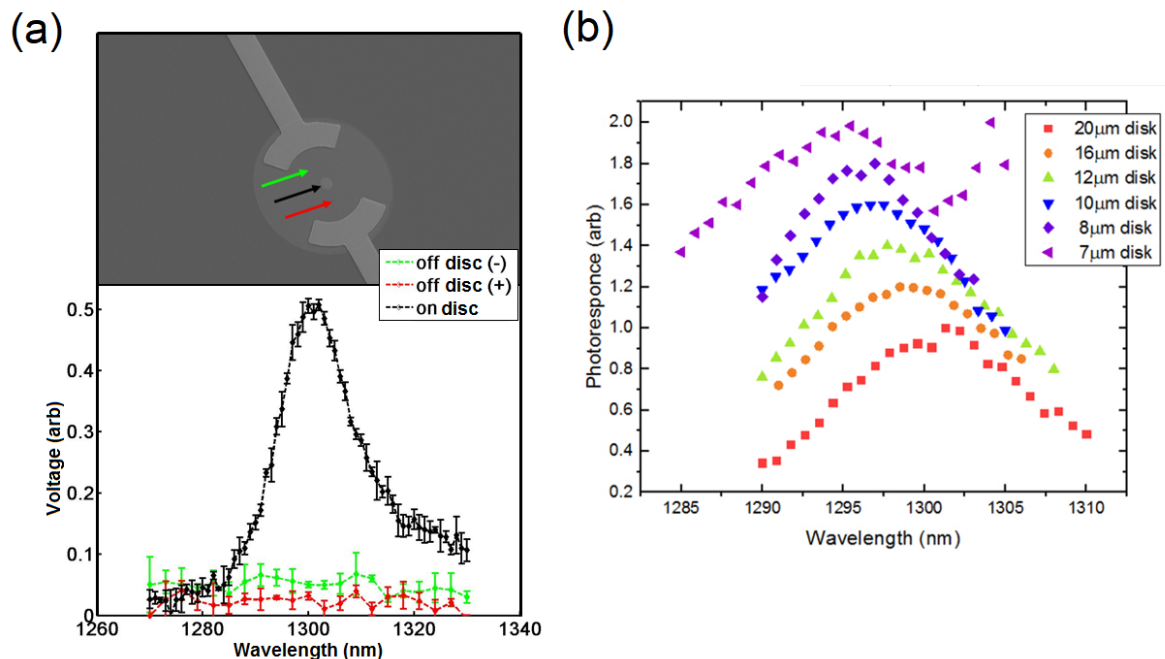 (a)
off disc (-)
off disc (+)
on disc
Voltage (arb)
0.5
0.4
0.3
0.2
0.1
0
1260
1280
1300
1320
1340
Wavelength (nm)
(b)
Photoresponce (arb)
2.0
1.8
1.6
1.4
1.2
1.0
0.8
0.6
0.4
0.2
20μm disk
16μm disk
12μm disk
10μm disk
8μm disk
7μm disk
1285
1290
1295
1300
1305
1310
Wavelength (nm)